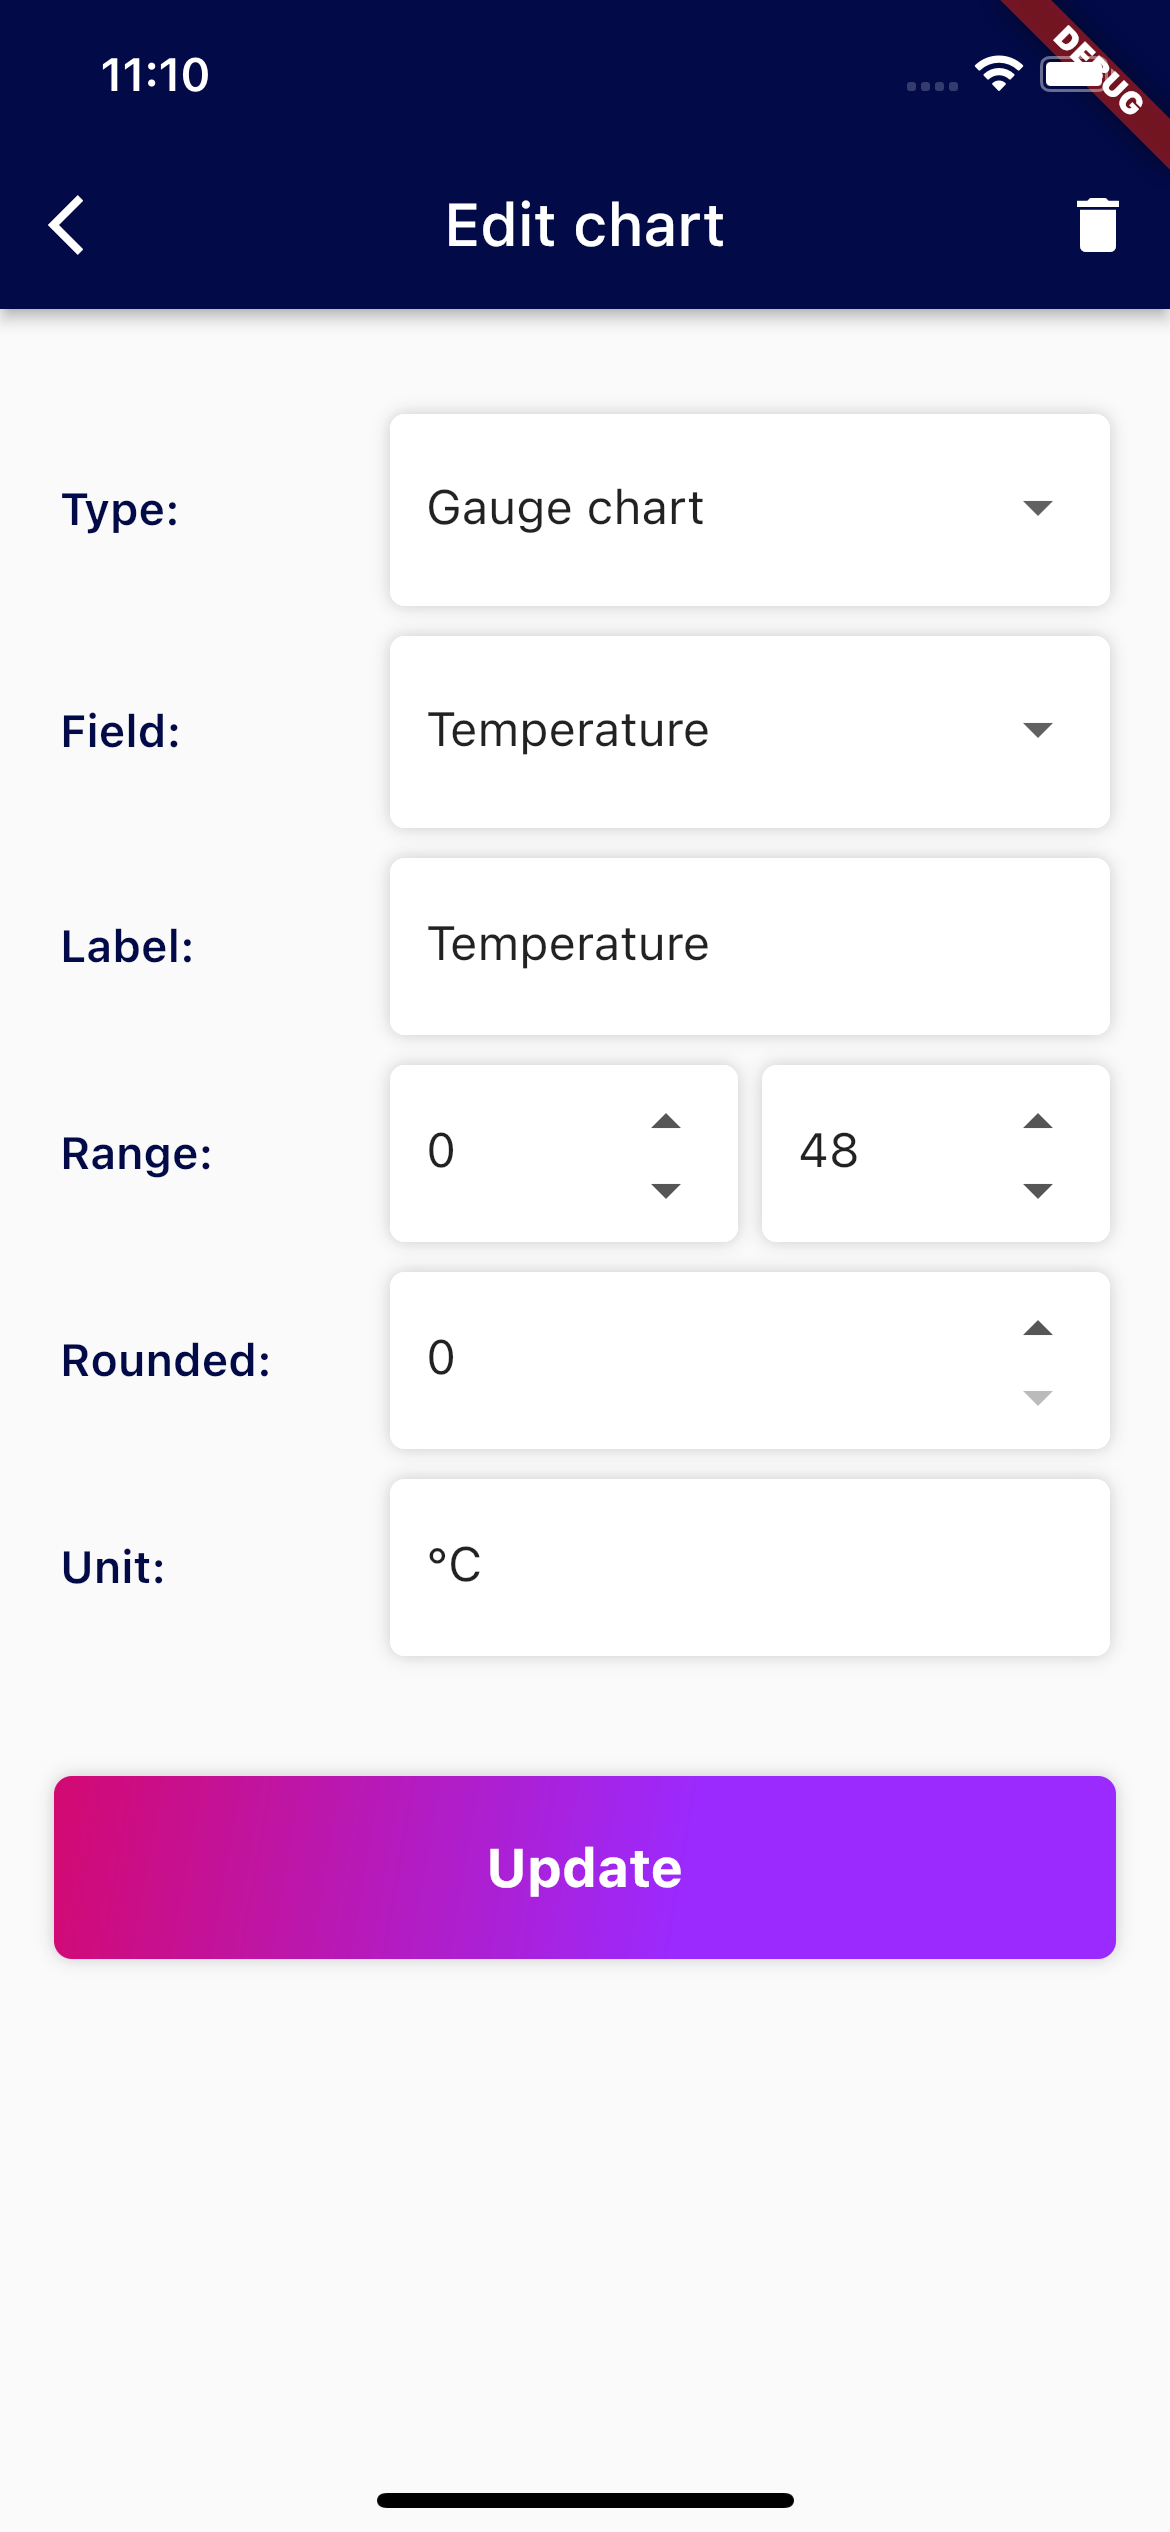 11:10
DEBUG
Edit chart
Type:
Gauge chart
Field:
Temperature
Label:
Temperature
Range:
0
48
Rounded:
0
Unit:
°C
Update